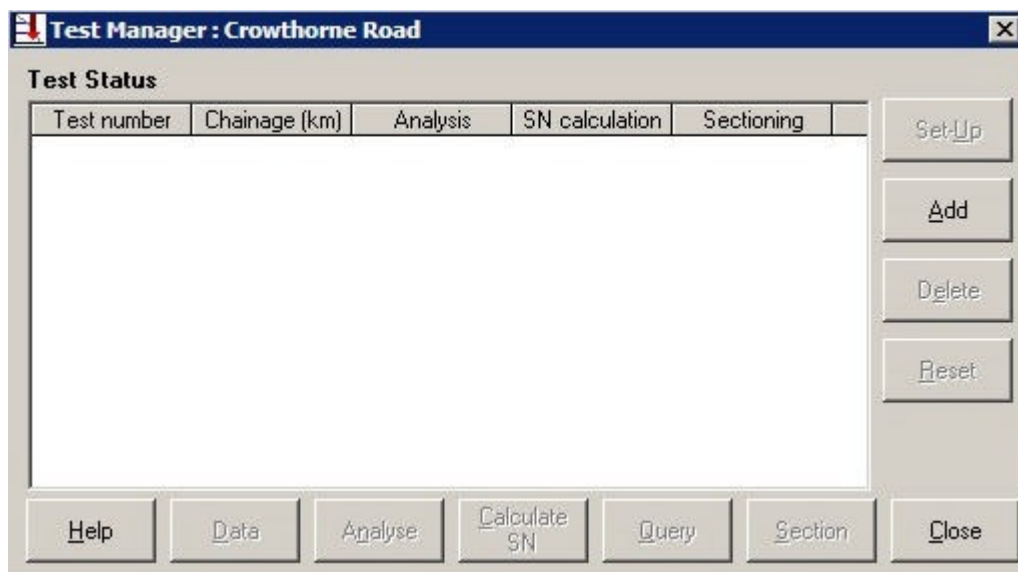 Test Manager : Crowthorne Road
Test Status
Test number Chainage (km) Analysis SN calculation Sectioning
Set-Up
Add
Delete
Reset
Help Data Analyse Calculate SN Query Section Close